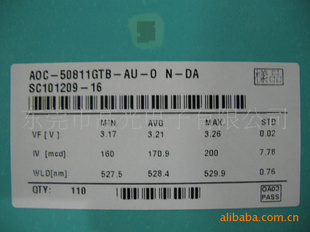 様品
AOC-50811GTB-AU-O N-DA
SC101209-16
MIN. AVG MAX. STD
VF[V] 3.17 3.21 3.26 0.02
IV[mcd] 160 170.9 200 7.78
WLD[nm] 527.5 528.4 529.9 0.76
QTY: 110
PASS
alibaba.com.cn